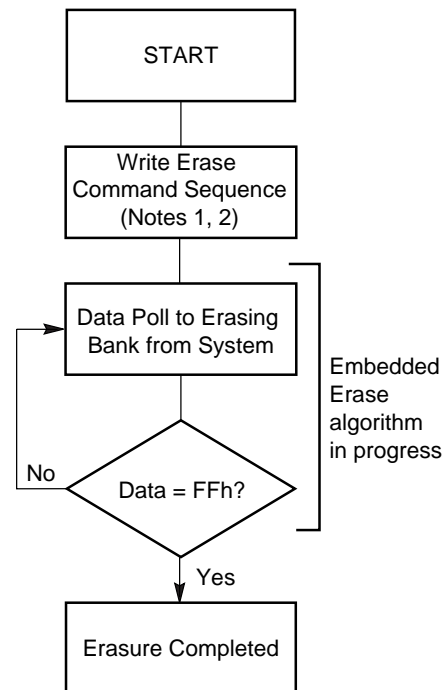 START
Write Erase
Command Sequence
(Notes 1, 2)
Data Poll to Erasing
Bank from System
Embedded
Erase
algorithm
in progress
No
Data = FFh?
Yes
Erasure Completed